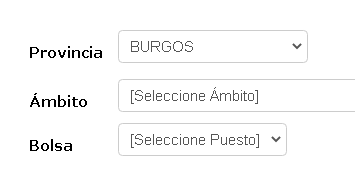 Provincia BURGOS
Ámbito [Seleccione Ámbito]
Bolsa [Seleccione Puesto]